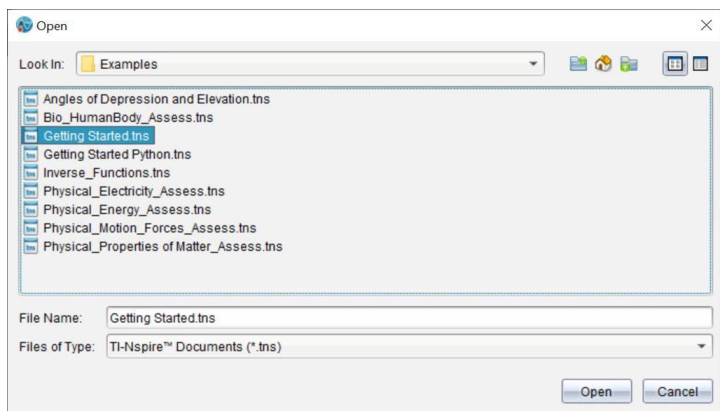 Open
Look In: Examples
Angles of Depression and Elevation.tns
Bio_HumanBody_Assess.tns
Getting Started.tns
Getting Started Python.tns
Inverse_Functions.tns
Physical_Electricity_Assess.tns
Physical_Energy_Assess.tns
Physical_Motion_Forces_Assess.tns
Physical_Properties of Matter_Assess.tns
File Name: Getting Started.tns
Files of Type: TI-Nspire™ Documents (*.tns)
Open Cancel